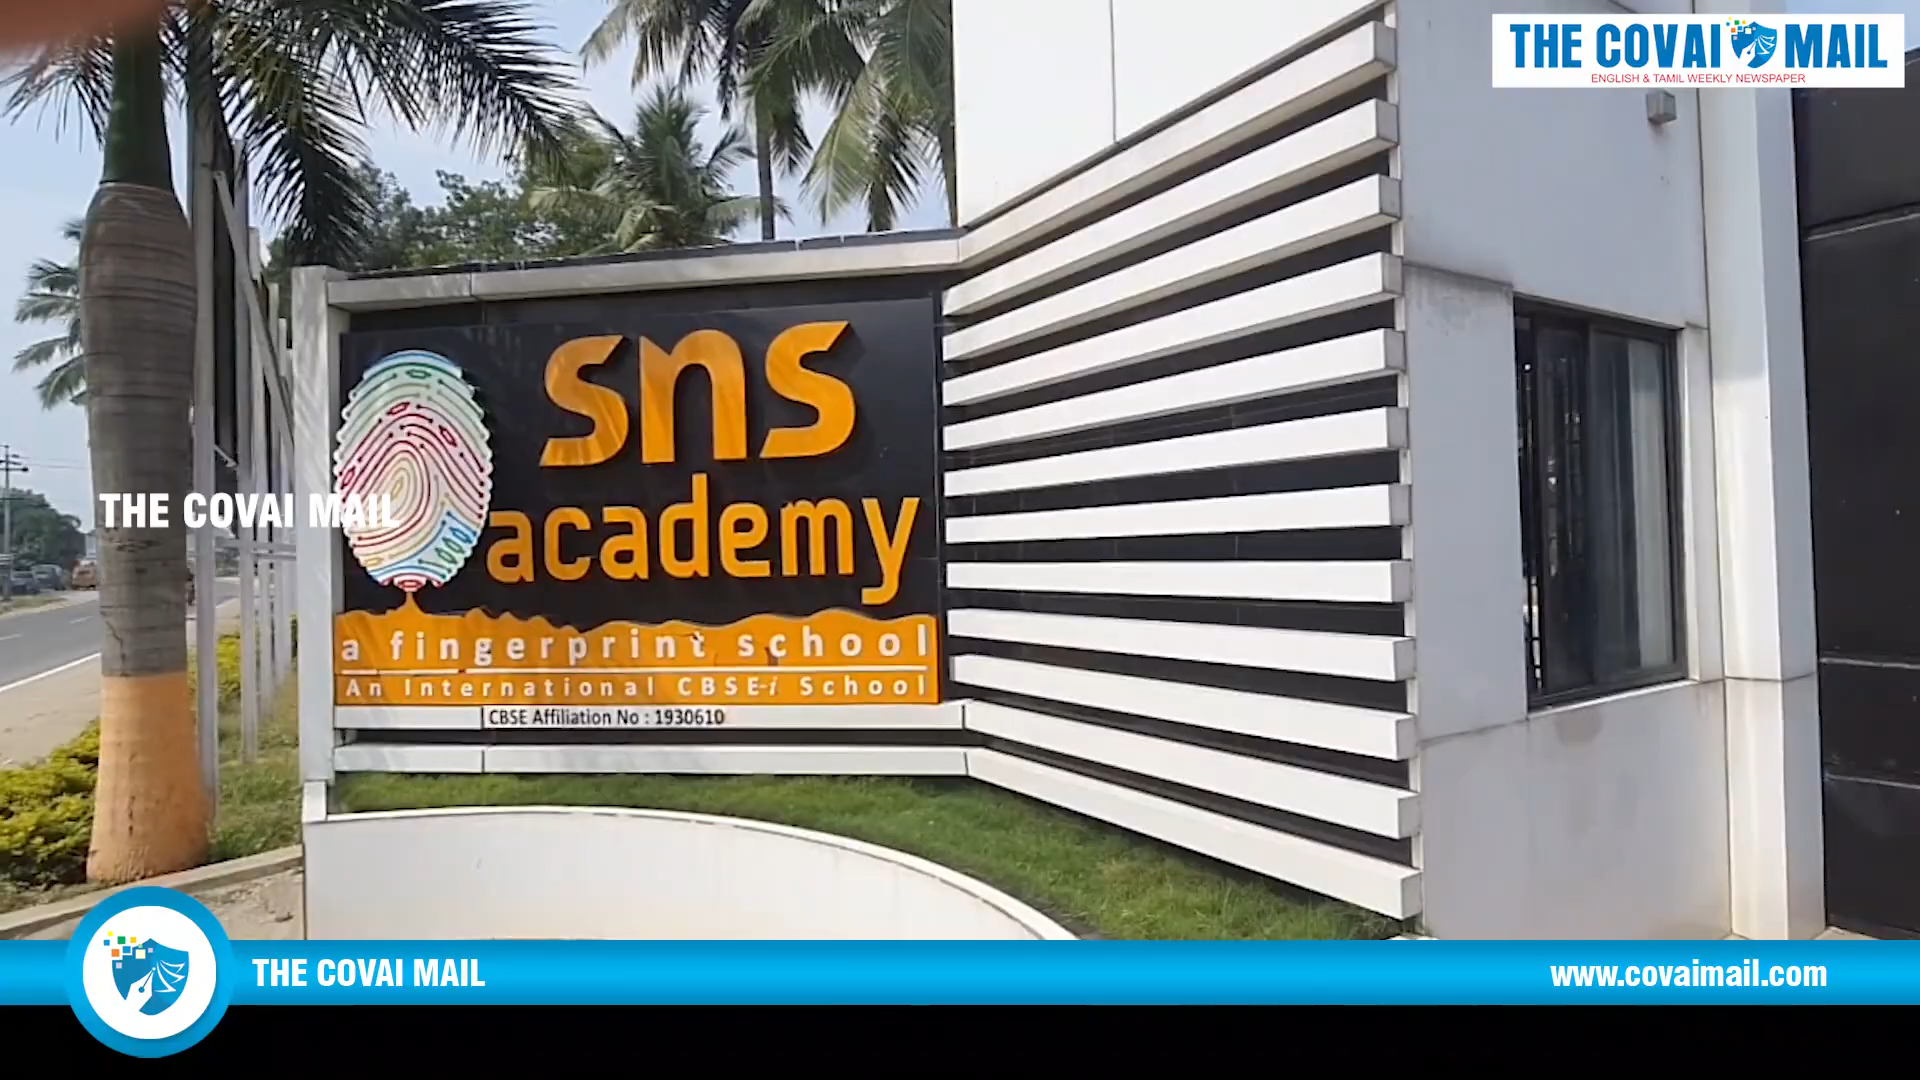 THE COVAI MAIL
ENGLISH & TAMIL WEEKLY NEWSPAPER
sns
academy
THE COVAI MAIL
a fingerprint school
An International CBSE-i School
CBSE Affiliation No : 1930610
THE COVAI MAIL
www.covaimail.com